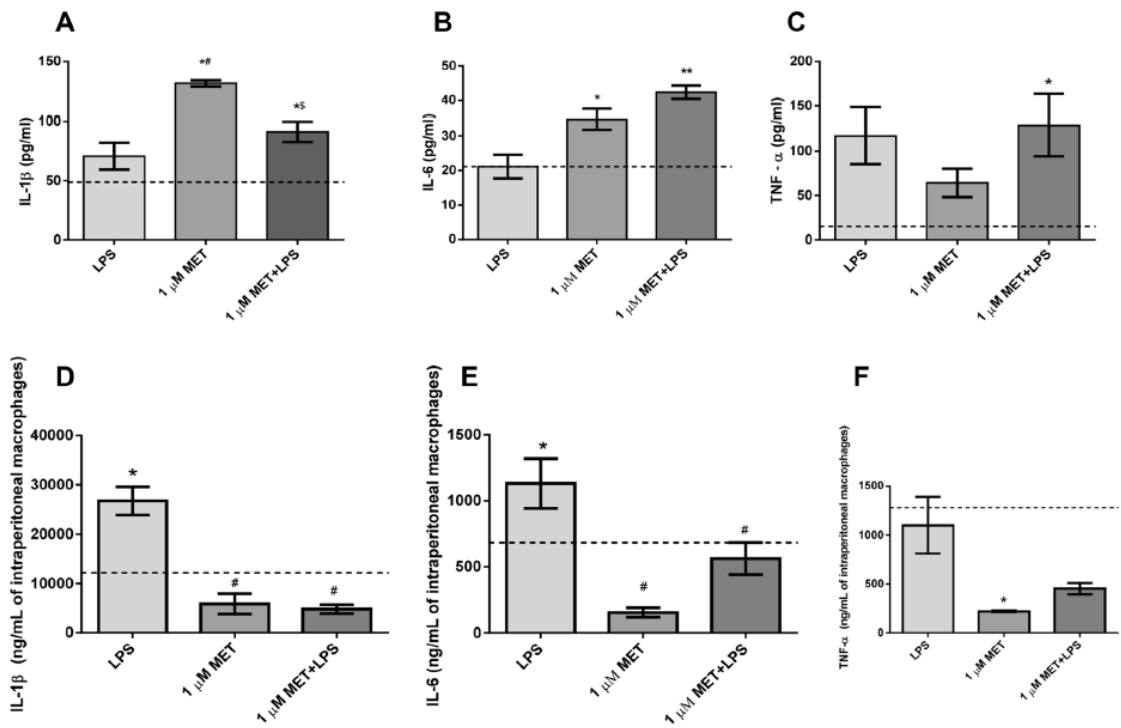 A
IL-1β (pg/ml)
150
100
50
0
*#
*$
LPS
1 μM MET
1 μM MET+LPS
B
IL-6 (pg/ml)
50
40
30
20
10
0
*
**
LPS
1 μM MET
1 μM MET+LPS
C
TNF - α (pg/ml)
200
150
100
50
0
*
LPS
1 μM MET
1 μM MET+LPS
D
IL-1β (ng/mL of intraperitoneal macrophages)
40000
30000
20000
10000
0
*
#
#
LPS
1 μM MET
1 μM MET+LPS
E
IL-6 (ng/mL of intraperitoneal macrophages)
1500
1000
500
0
*
#
#
LPS
1 μM MET
1 μM MET+LPS
F
TNF-α (ng/mL of intraperitoneal macrophages)
1500
1000
500
0
*
LPS
1 μM MET
1 μM MET+LPS